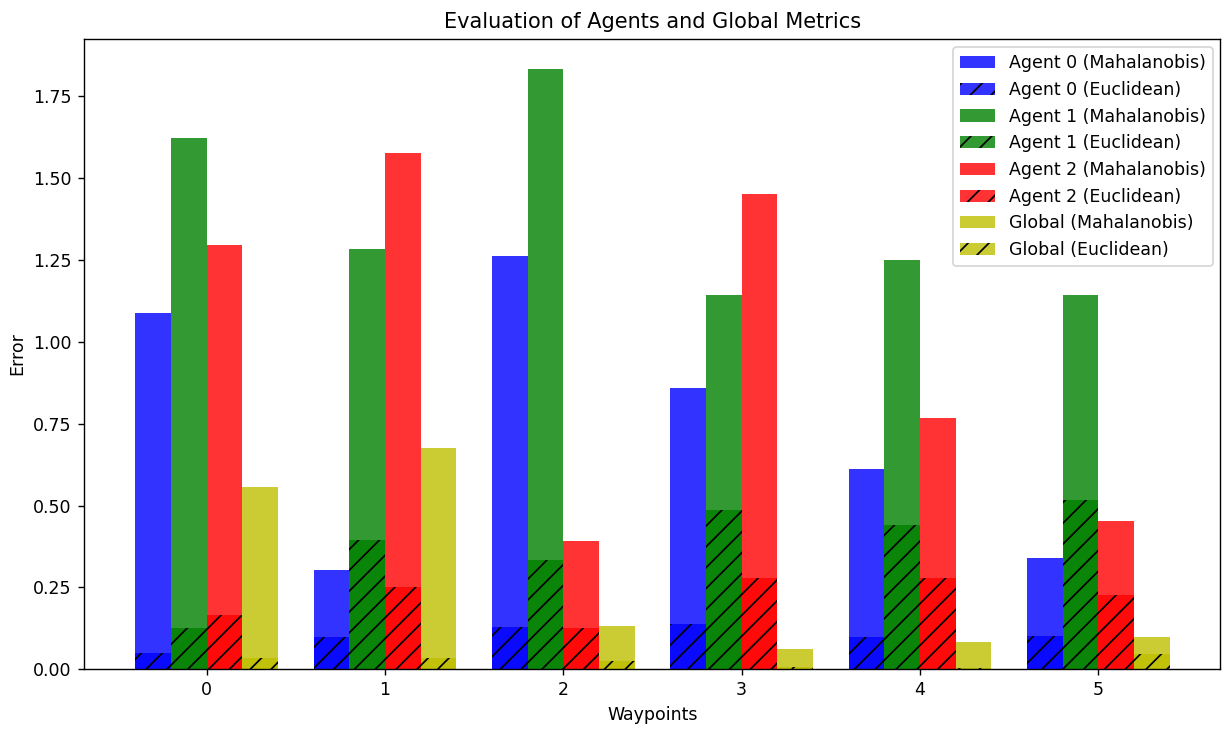 Evaluation of Agents and Global Metrics
Error
1.75
1.50
1.25
1.00
0.75
0.50
0.25
0.00
Agent 0 (Mahalanobis)
Agent 0 (Euclidean)
Agent 1 (Mahalanobis)
Agent 1 (Euclidean)
Agent 2 (Mahalanobis)
Agent 2 (Euclidean)
Global (Mahalanobis)
Global (Euclidean)
0 1 2 3 4 5
Waypoints